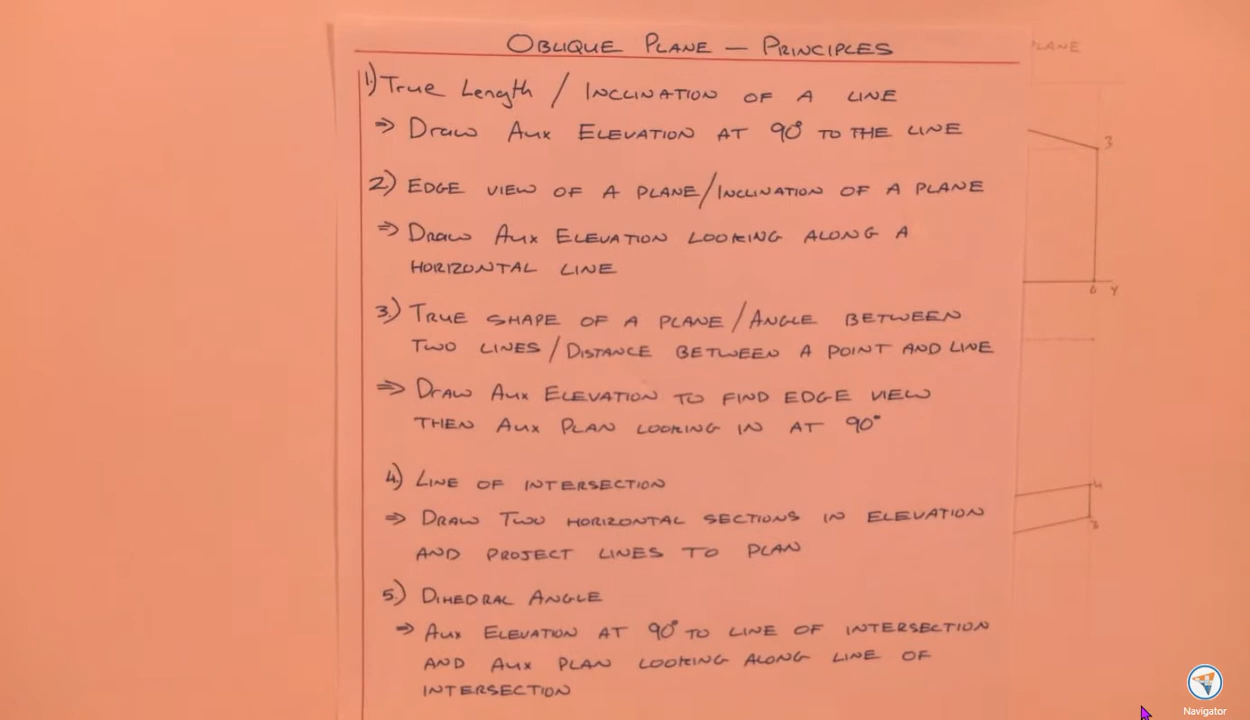 OBLIQUE PLANE — PRINCIPLES
PLANE
1.) True Length / INCLINATION OF A LINE
⇒ Draw Aux ELEVATION AT 90° TO THE LINE
3
2.) EDGE VIEW OF A PLANE/INCLINATION OF A PLANE
⇒ Draw Aux ELEVATION LOOKING ALONG A
HORIZONTAL LINE
6 Y
3.) TRUE SHAPE OF A PLANE / ANGLE BETWEEN
TWO LINES / DISTANCE BETWEEN A POINT AND LINE
⇒ Draw Aux ELEVATION TO FIND EDGE VIEW
THEN Aux PLAN LOOKING IN AT 90°
4.) LINE OF INTERSECTION
4
⇒ DRAW TWO HORIZONTAL SECTIONS IN ELEVATION
3
AND PROJECT LINES TO PLAN
5.) DIHEDRAL ANGLE
⇒ Aux ELEVATION AT 90° TO LINE OF INTERSECTION
AND Aux PLAN LOOKING ALONG LINE OF
INTERSECTION
Navigator